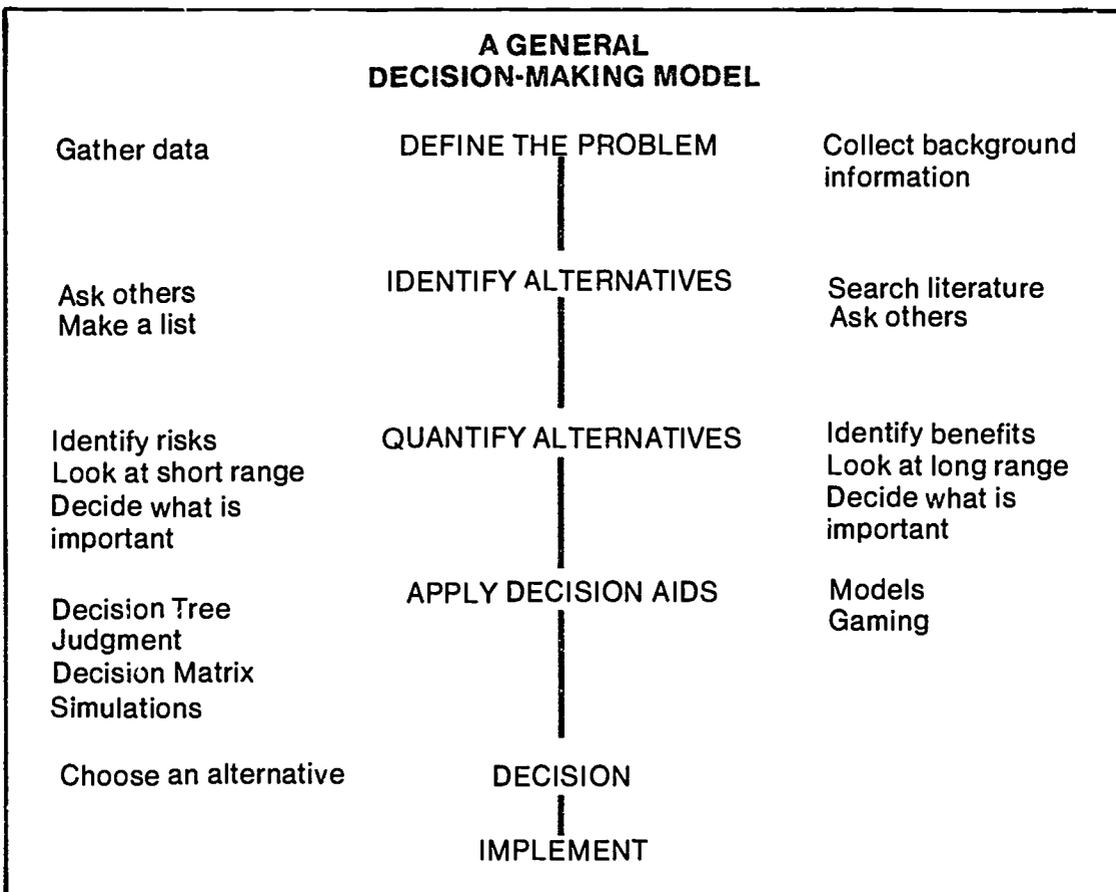 A GENERAL
DECISION-MAKING MODEL
Gather data
DEFINE THE PROBLEM
Collect background
information
Ask others
Make a list
IDENTIFY ALTERNATIVES
Search literature
Ask others
Identify risks
Look at short range
Decide what is
important
QUANTIFY ALTERNATIVES
Identify benefits
Look at long range
Decide what is
important
Decision Tree
Judgment
Decision Matrix
Simulations
APPLY DECISION AIDS
Models
Gaming
Choose an alternative
DECISION
IMPLEMENT